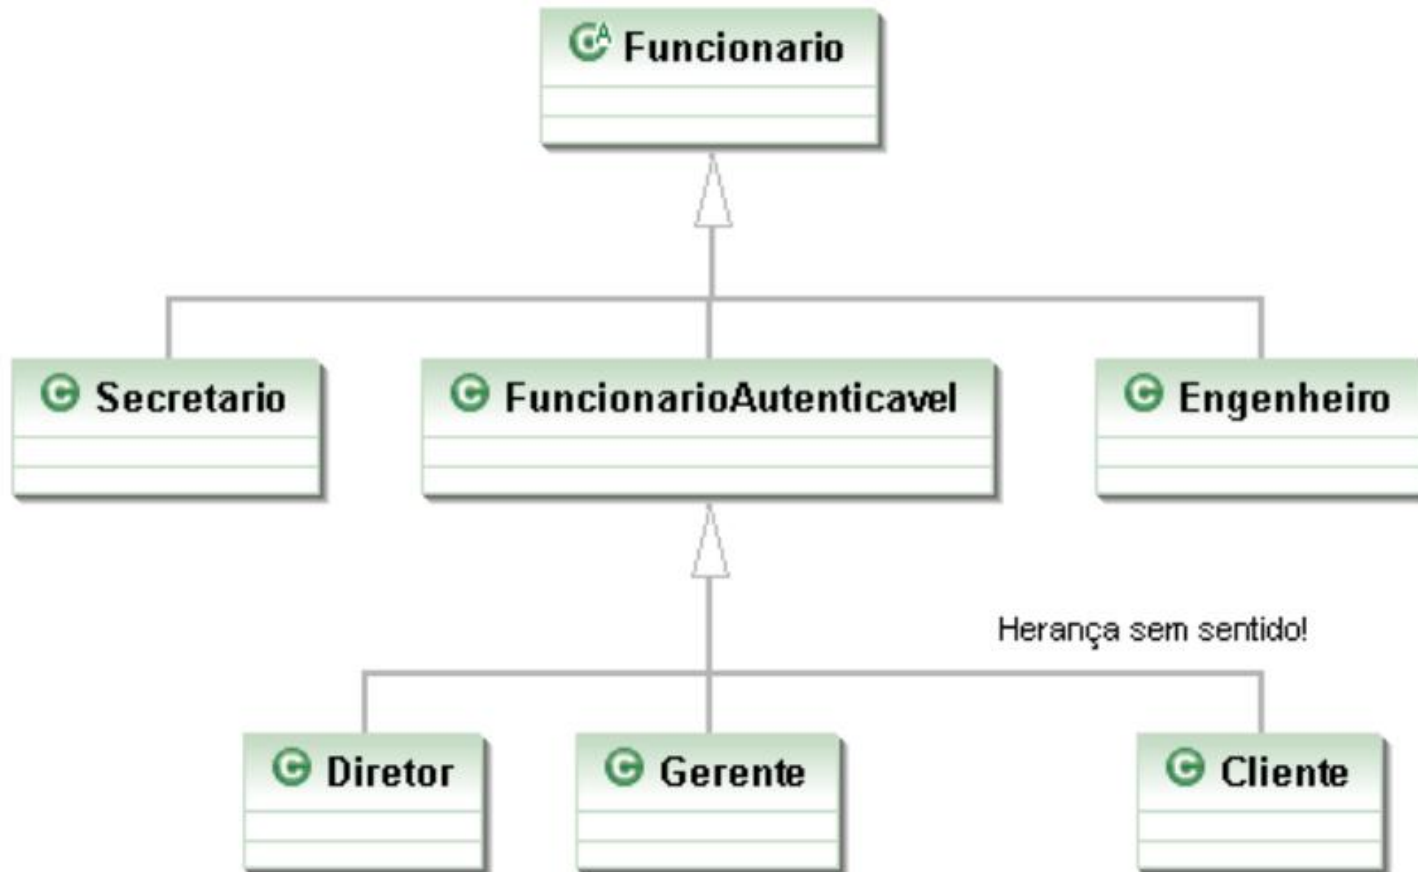 Funcionario
Secretario
FuncionarioAutenticavel
Engenheiro
Herança sem sentido!
Diretor
Gerente
Cliente